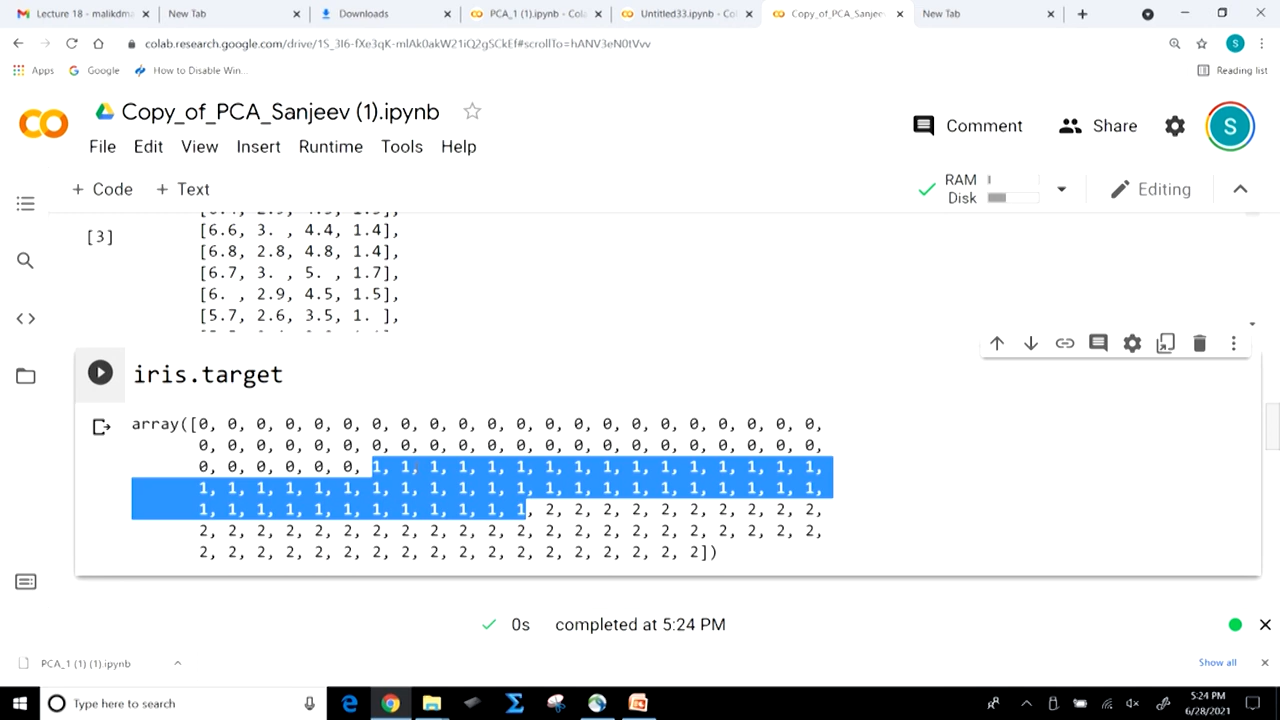 Lecture 18 - malikdma
New Tab
Downloads
PCA_1 (1).ipynb - Cola
Untitled33.ipynb - Cola
Copy_of_PCA_Sanjeev
New Tab
colab.research.google.com/drive/1S_3I6-fXe3qK-mlAk0akW21iQ2gSCkEf#scrollTo=hANV3eN0tVvv
Apps
Google
How to Disable Win...
Reading list
CO
Copy_of_PCA_Sanjeev (1).ipynb
Comment
Share
S
File Edit View Insert Runtime Tools Help
+ Code + Text
RAM
Disk
Editing
[3]
[6.6, 3. , 4.4, 1.4],
[6.8, 2.8, 4.8, 1.4],
[6.7, 3. , 5. , 1.7],
[6. , 2.9, 4.5, 1.5],
[5.7, 2.6, 3.5, 1. ],
iris.target
array([0, 0, 0, 0, 0, 0, 0, 0, 0, 0, 0, 0, 0, 0, 0, 0, 0, 0, 0, 0, 0, 0,
0, 0, 0, 0, 0, 0, 0, 0, 0, 0, 0, 0, 0, 0, 0, 0, 0, 0, 0, 0, 0, 0,
0, 0, 0, 0, 0, 0, 1, 1, 1, 1, 1, 1, 1, 1, 1, 1, 1, 1, 1, 1, 1, 1,
1, 1, 1, 1, 1, 1, 1, 1, 1, 1, 1, 1, 1, 1, 1, 1, 1, 1, 1, 1, 1, 1,
1, 1, 1, 1, 1, 1, 1, 1, 1, 1, 1, 1, 2, 2, 2, 2, 2, 2, 2, 2, 2, 2,
2, 2, 2, 2, 2, 2, 2, 2, 2, 2, 2, 2, 2, 2, 2, 2, 2, 2, 2, 2, 2, 2,
2, 2, 2, 2, 2, 2, 2, 2, 2, 2, 2, 2, 2, 2, 2, 2, 2, 2])
0s completed at 5:24 PM
PCA_1 (1) (1).ipynb
Show all
Type here to search
5:24 PM
6/28/2021